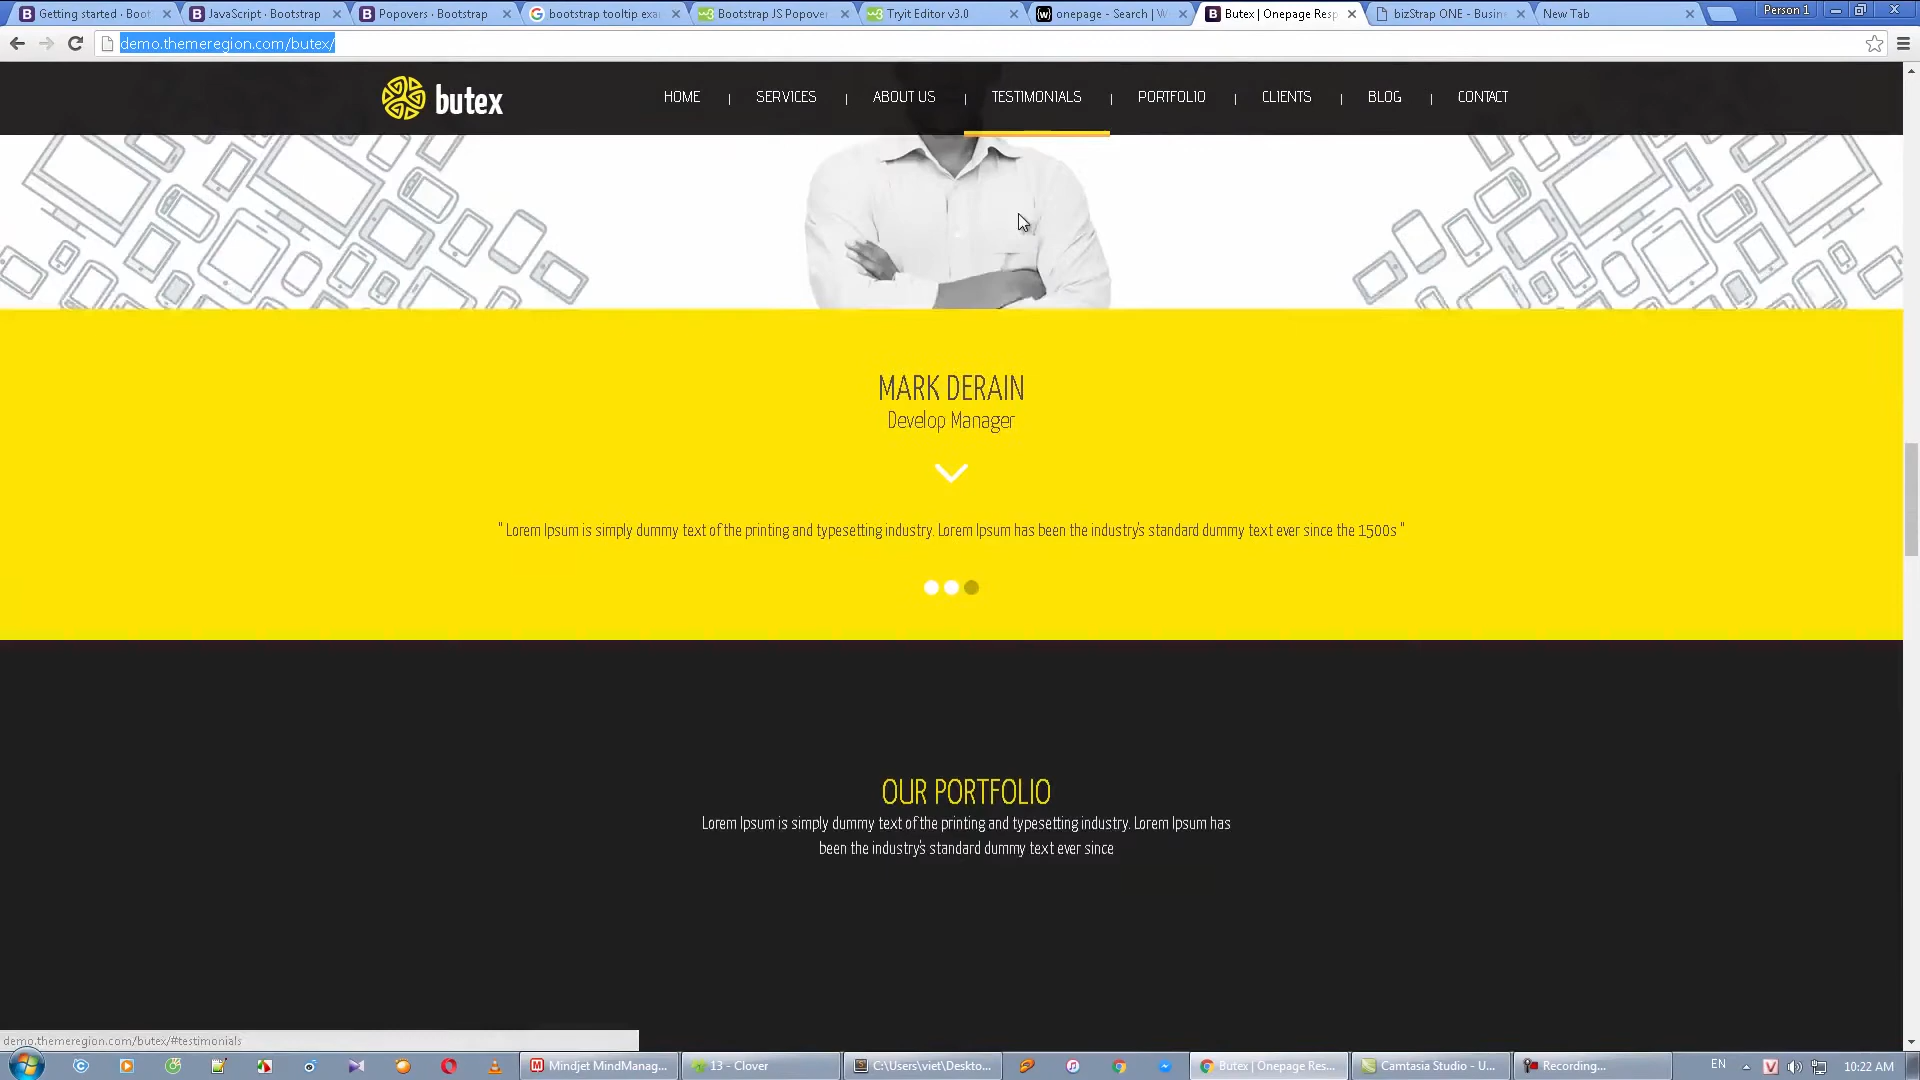 Getting started · Boot
JavaScript · Bootstrap
Popovers · Bootstrap
bootstrap tooltip exa
Bootstrap JS Popover
Tryit Editor v3.0
onepage - Search | W
Butex | Onepage Resp
bizStrap ONE - Busin
New Tab
Person 1
demo.themeregion.com/butex/
butex
HOME | SERVICES | ABOUT US | TESTIMONIALS | PORTFOLIO | CLIENTS | BLOG | CONTACT
MARK DERAIN
Develop Manager
" Lorem Ipsum is simply dummy text of the printing and typesetting industry. Lorem Ipsum has been the industry's standard dummy text ever since the 1500s "
OUR PORTFOLIO
Lorem Ipsum is simply dummy text of the printing and typesetting industry. Lorem Ipsum has
been the industry's standard dummy text ever since
demo.themeregion.com/butex/#testimonials
Mindjet MindManag...
13 - Clover
C:\Users\viet\Deskto...
Butex | Onepage Res...
Camtasia Studio - U...
Recording...
EN
10:22 AM